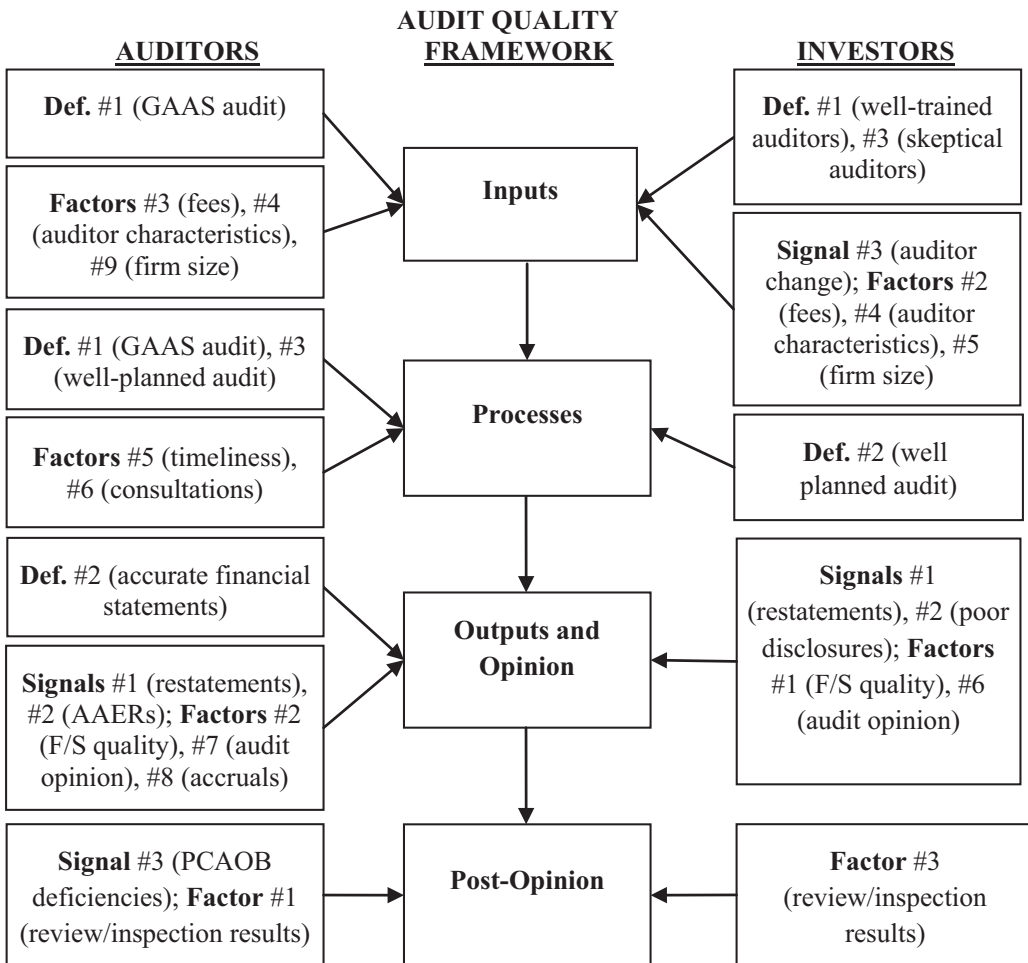 AUDIT QUALITY
FRAMEWORK
AUDITORS
INVESTORS
Def. #1 (GAAS audit)
Factors #3 (fees), #4
(auditor characteristics),
#9 (firm size)
Def. #1 (GAAS audit), #3
(well-planned audit)
Factors #5 (timeliness),
#6 (consultations)
Def. #2 (accurate financial
statements)
Signals #1 (restatements),
#2 (AAERs); Factors #2
(F/S quality), #7 (audit
opinion), #8 (accruals)
Signal #3 (PCAOB
deficiencies); Factor #1
(review/inspection results)
Inputs
Processes
Outputs and
Opinion
Post-Opinion
Def. #1 (well-trained
auditors), #3 (skeptical
auditors)
Signal #3 (auditor
change); Factors #2
(fees), #4 (auditor
characteristics), #5
(firm size)
Def. #2 (well
planned audit)
Signals #1
(restatements), #2 (poor
disclosures); Factors
#1 (F/S quality), #6
(audit opinion)
Factor #3
(review/inspection
results)